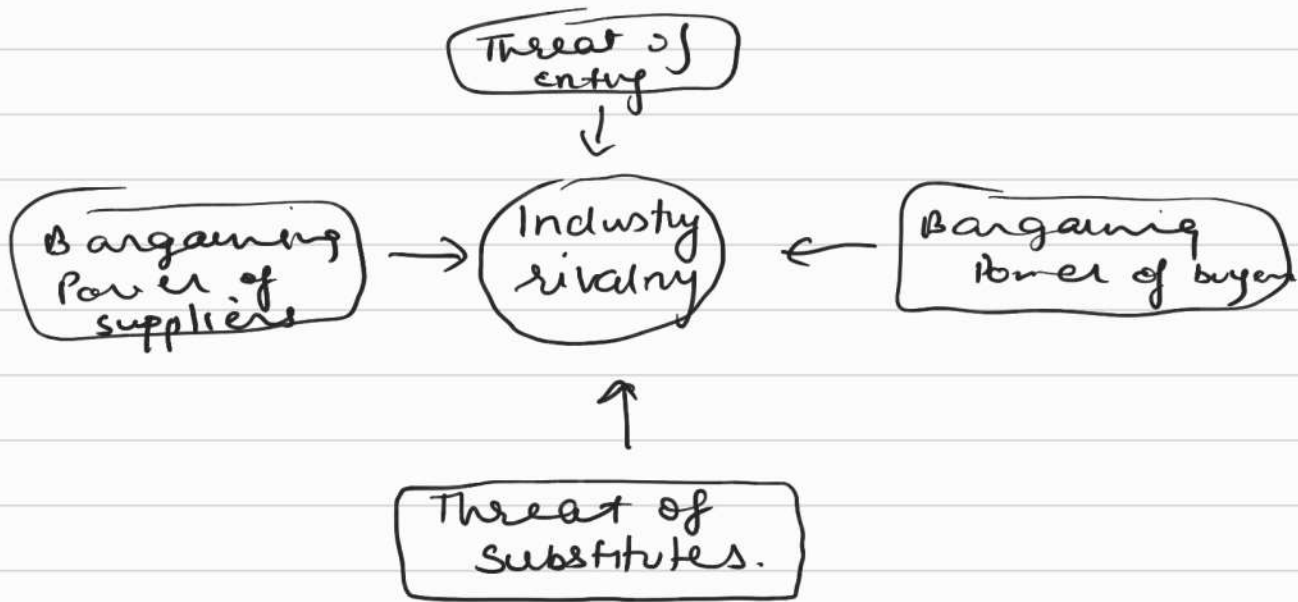 Threat of
entry
Bargaining
Power of
suppliers
Industry
rivalry
Bargaining
Power of buyers
Threat of
substitutes.